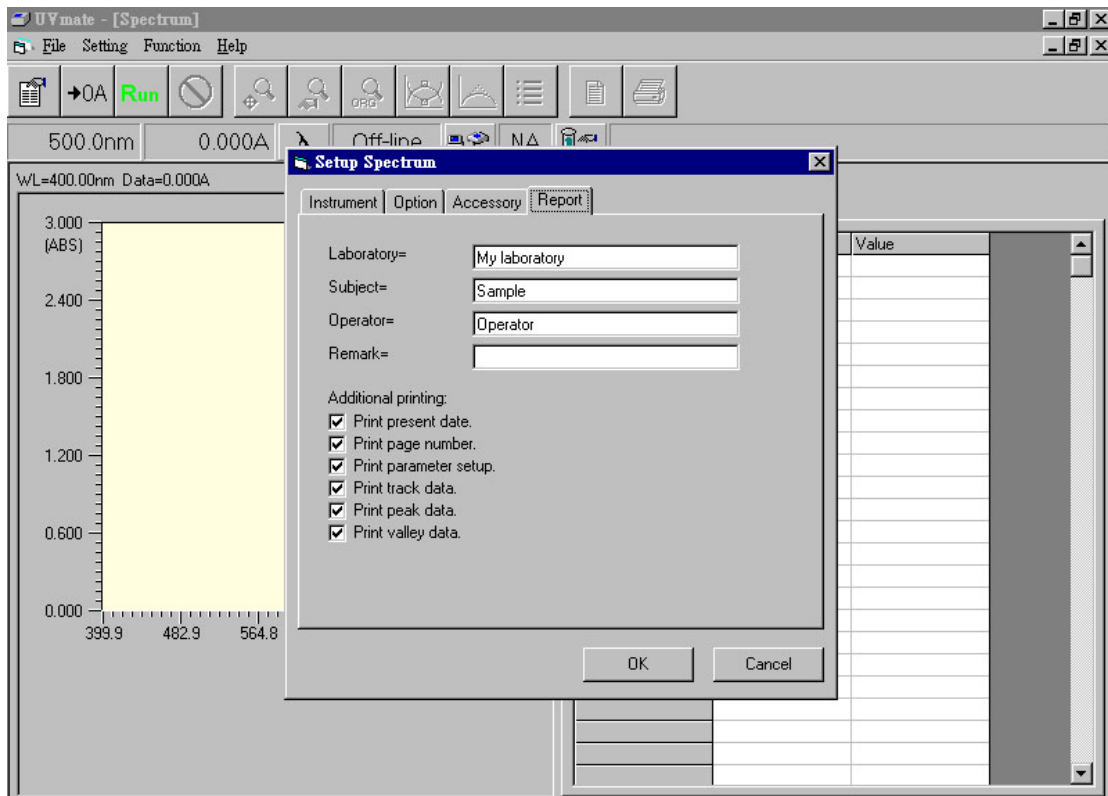 UVmate - [Spectrum]
File Setting Function Help
→0A Run ORG
500.0nm 0.000A λ Off-line NA
Setup Spectrum
WL=400.00nm Data=0.000A
Instrument Option Accessory Report
3.000
(ABS)
2.400
1.800
1.200
0.600
0.000
399.9 482.9 564.8
Laboratory= My laboratory
Subject= Sample
Operator= Operator
Remark=
Additional printing:
Print present date.
Print page number.
Print parameter setup.
Print track data.
Print peak data.
Print valley data.
OK Cancel
Value